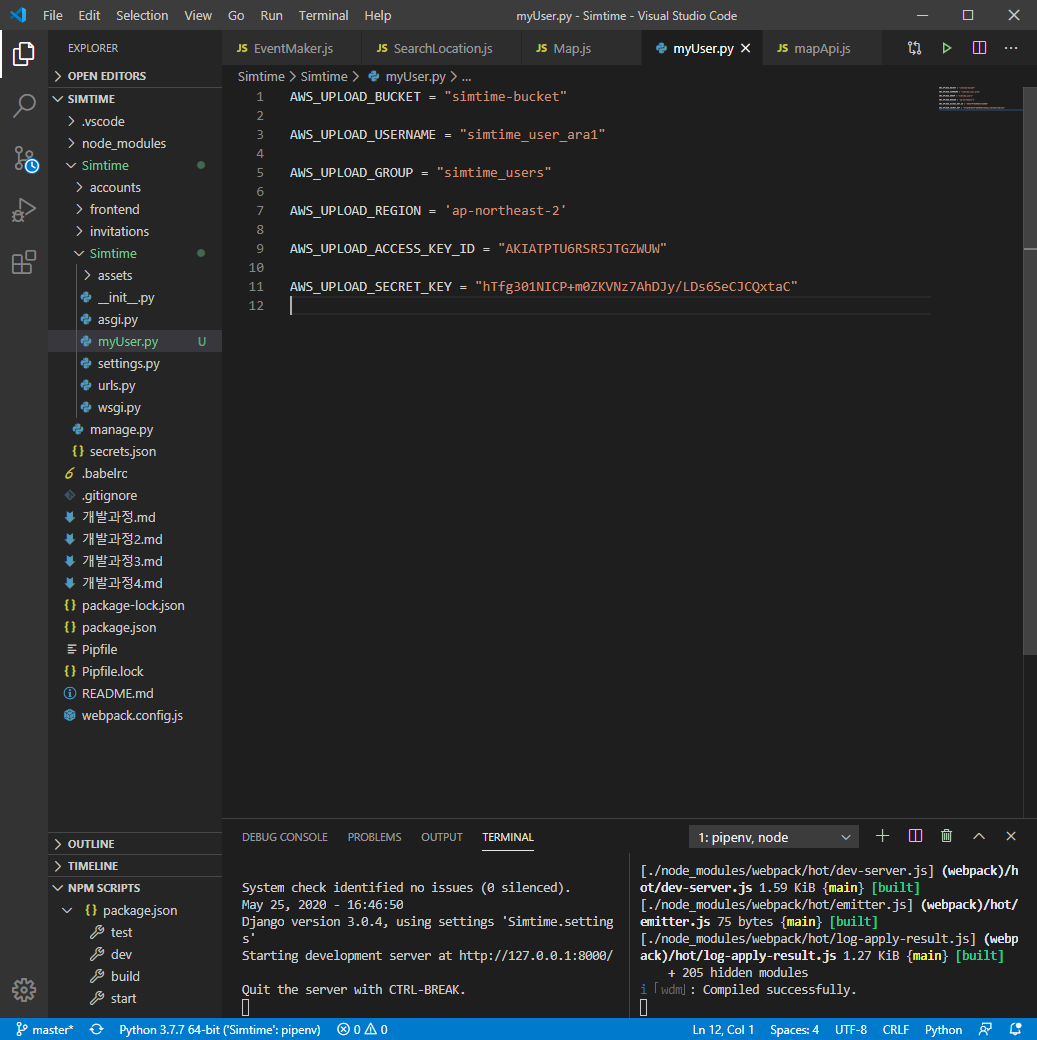 File Edit Selection View Go Run Terminal Help myUser.py - Simtime - Visual Studio Code
EXPLORER
OPEN EDITORS
SIMTIME
.vscode
node_modules
Simtime
accounts
frontend
invitations
Simtime
assets
__init__.py
asgi.py
myUser.py U
settings.py
urls.py
wsgi.py
manage.py
{} secrets.json
.babelrc
.gitignore
개발과정.md
개발과정2.md
개발과정3.md
개발과정4.md
{} package-lock.json
{} package.json
Pipfile
{} Pipfile.lock
README.md
webpack.config.js
OUTLINE
TIMELINE
NPM SCRIPTS
{} package.json
test
dev
build
start
JS EventMaker.js JS SearchLocation.js JS Map.js myUser.py JS mapApi.js
Simtime > Simtime > myUser.py > ...
1 AWS_UPLOAD_BUCKET = "simtime-bucket"
2
3 AWS_UPLOAD_USERNAME = "simtime_user_ara1"
4
5 AWS_UPLOAD_GROUP = "simtime_users"
6
7 AWS_UPLOAD_REGION = 'ap-northeast-2'
8
9 AWS_UPLOAD_ACCESS_KEY_ID = "AKIATPTU6RSR5JTGZWUW"
10
11 AWS_UPLOAD_SECRET_KEY = "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"
12
DEBUG CONSOLE PROBLEMS OUTPUT TERMINAL 1: pipenv, node
System check identified no issues (0 silenced).
May 25, 2020 - 16:46:50
Django version 3.0.4, using settings 'Simtime.setting
s'
Starting development server at http://127.0.0.1:8000/
Quit the server with CTRL-BREAK.
[./node_modules/webpack/hot/dev-server.js] (webpack)/h
ot/dev-server.js 1.59 KiB {main} [built]
[./node_modules/webpack/hot/emitter.js] (webpack)/hot/
emitter.js 75 bytes {main} [built]
[./node_modules/webpack/hot/log-apply-result.js] (webp
ack)/hot/log-apply-result.js 1.27 KiB {main} [built]
+ 205 hidden modules
i ｢wdm｣: Compiled successfully.
master* Python 3.7.7 64-bit ('Simtime': pipenv) 0 0 Ln 12, Col 1 Spaces: 4 UTF-8 CRLF Python